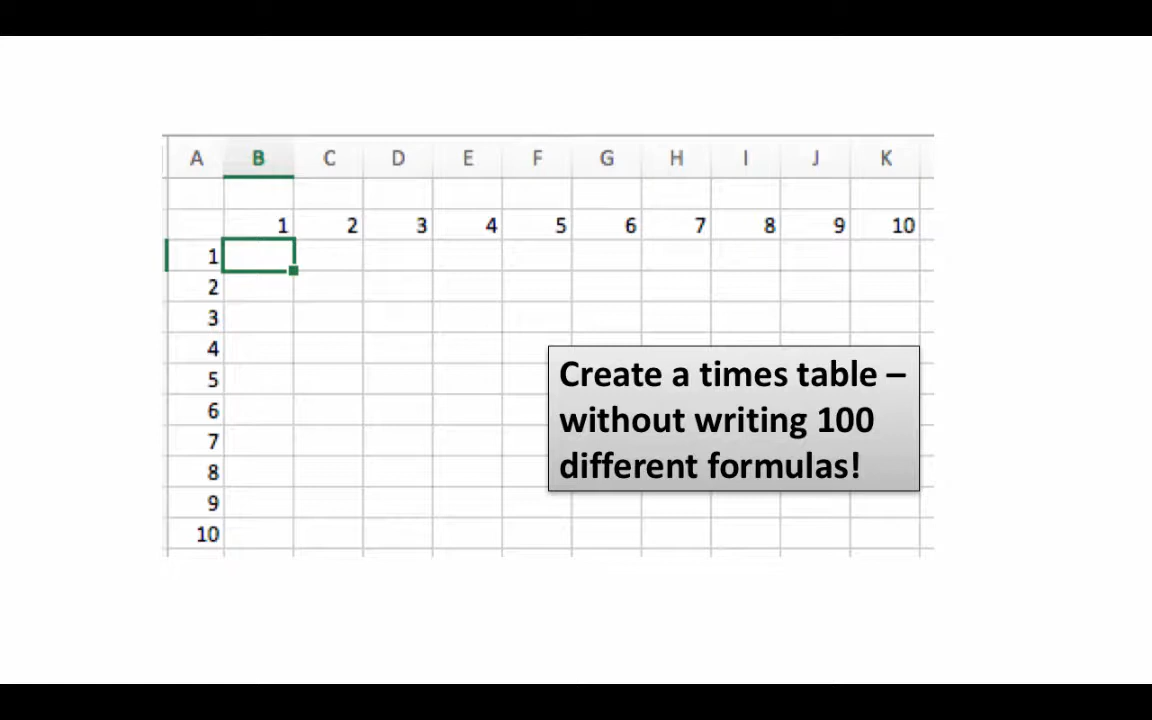 A B C D E F G H I J K
1 2 3 4 5 6 7 8 9 10
1
2
3
4
5
6
7
8
9
10
Create a times table –
without writing 100
different formulas!